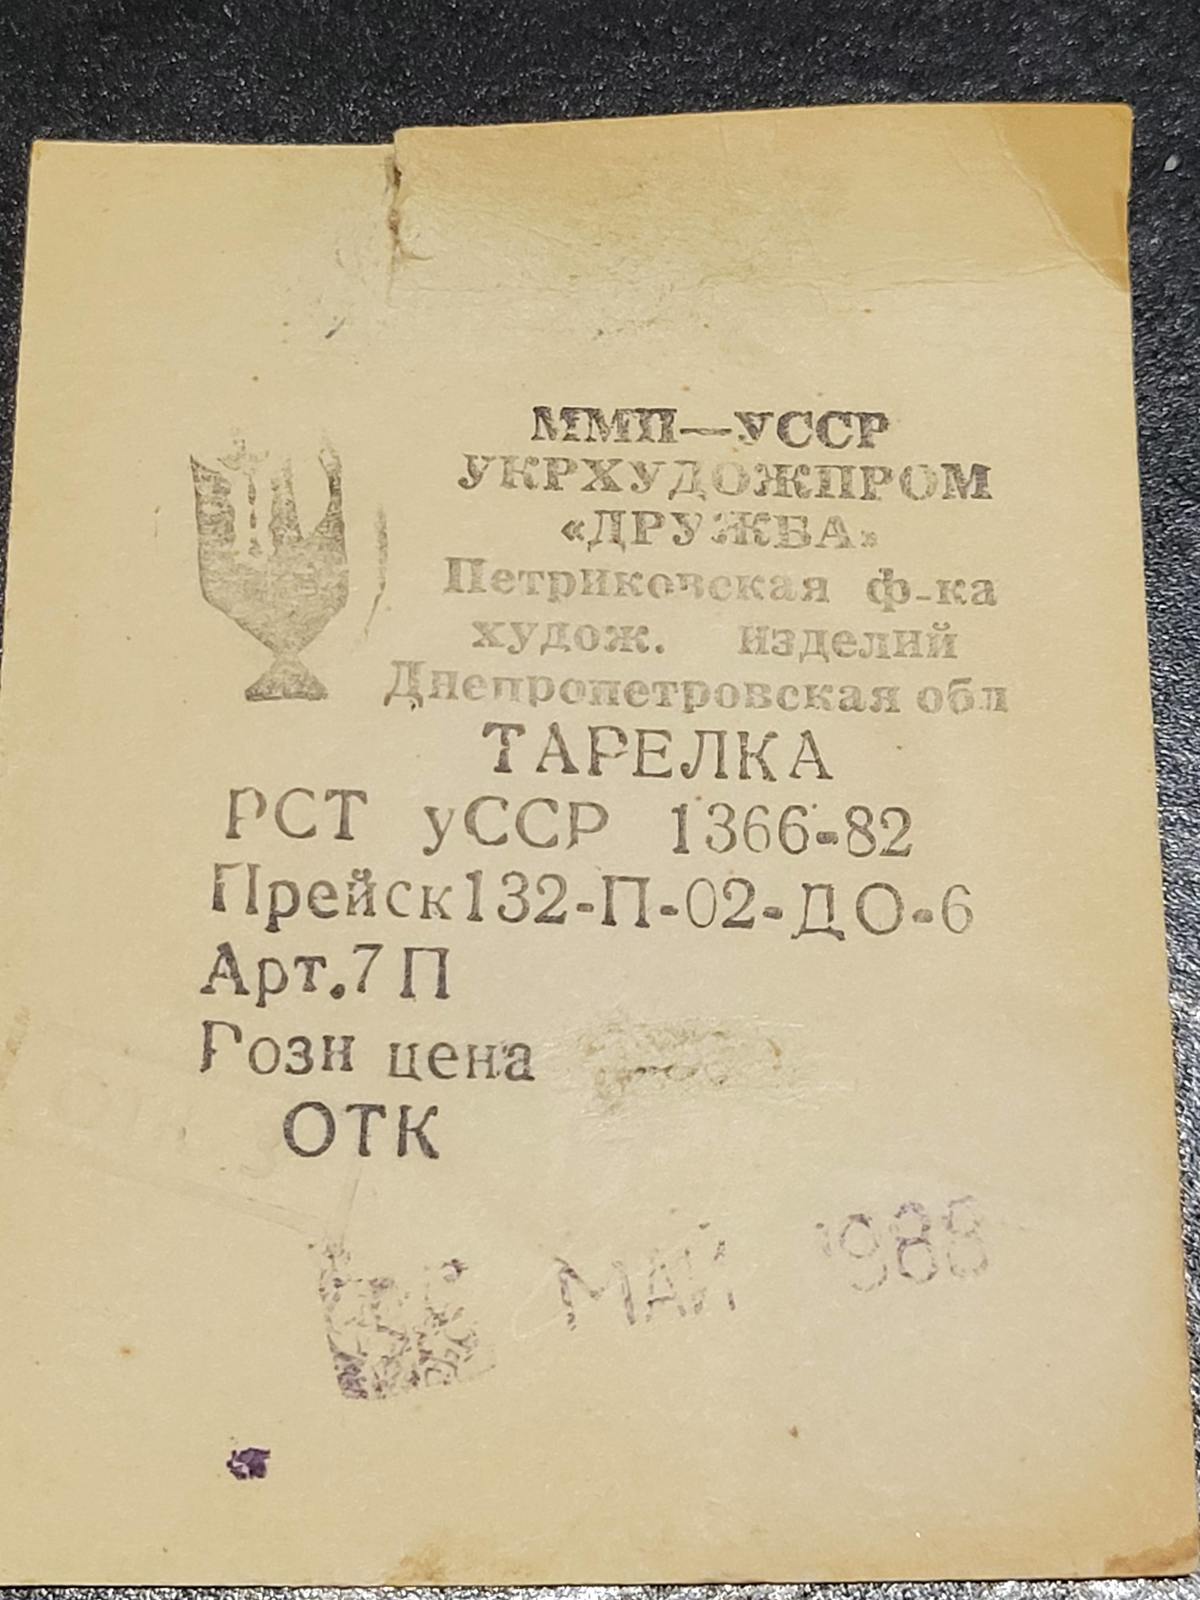 ММП—УССР
УКРХУДОЖПРОМ
«ДРУЖБА»
Петриковская ф-ка
худож. изделий
Днепропетровская обл
ТАРЕЛКА
РСТ уССР 1366-82
Прейск132-П-02-ДО-6
Арт.7П
Розн цена
ОТК
МАЙ 1988